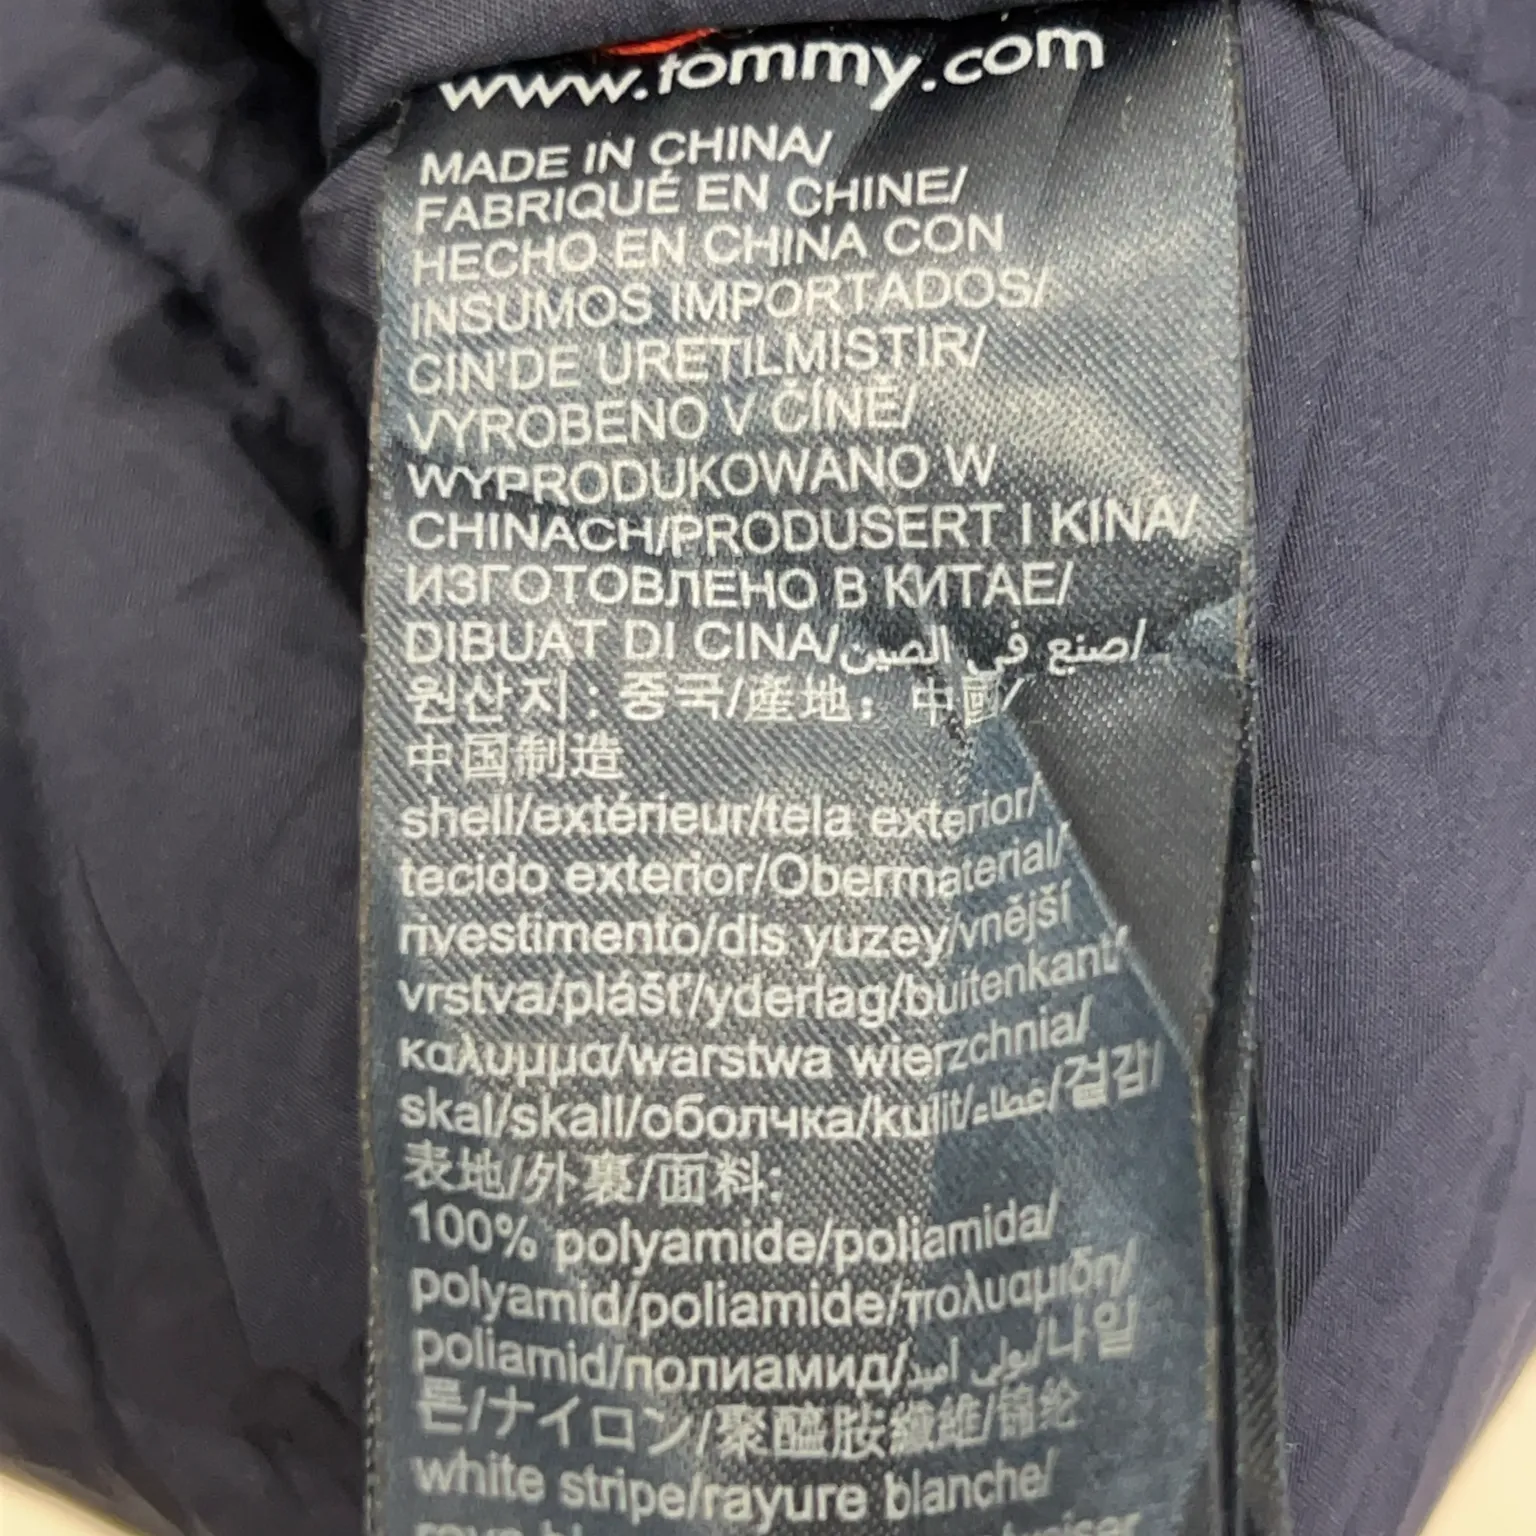 www.tommy.com
MADE IN CHINA/
FABRIQUÉ EN CHINE/
HECHO EN CHINA CON
INSUMOS IMPORTADOS/
CIN'DE URETILMISTIR/
VYROBENO V ČÍNĚ/
WYPRODUKOWANO W
CHINACH/PRODUSERT I KINA/
ИЗГОТОВЛЕНО В КИТАЕ/
DIBUAT DI CINA/صنع في الصين/
원산지 : 중국/産地：中國/
中国制造
shell/extérieur/tela exterior/
tecido exterior/Obermaterial/
rivestimento/dis yuzey/vnější
vrstva/plášť/yderlag/buitenkant/
καλυμμα/warstwa wierzchnia/
skal/skall/оболчка/kulit/غطاء/겉감/
表地/外裏/面料:
100% polyamide/poliamida/
polyamid/poliamide/πολυαμιδη/
poliamid/полиамид/بولي أميد/나일
론/ナイロン/聚醯胺纖維/锦纶
white stripe/rayure blanche/